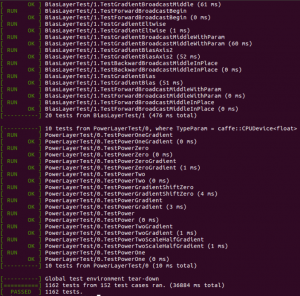 [       OK ] BiasLayerTest/1.TestGradientBroadcastMiddle (61 ms)
[ RUN      ] BiasLayerTest/1.TestForwardBroadcastBegin
[       OK ] BiasLayerTest/1.TestForwardBroadcastBegin (0 ms)
[ RUN      ] BiasLayerTest/1.TestGradientEltwise
[       OK ] BiasLayerTest/1.TestGradientEltwise (1 ms)
[ RUN      ] BiasLayerTest/1.TestGradientBroadcastMiddleWithParam
[       OK ] BiasLayerTest/1.TestGradientBroadcastMiddleWithParam (60 ms)
[ RUN      ] BiasLayerTest/1.TestGradientBiasAxis2
[       OK ] BiasLayerTest/1.TestGradientBiasAxis2 (52 ms)
[ RUN      ] BiasLayerTest/1.TestBackwardBroadcastMiddleInPlace
[       OK ] BiasLayerTest/1.TestBackwardBroadcastMiddleInPlace (0 ms)
[ RUN      ] BiasLayerTest/1.TestGradientBias
[       OK ] BiasLayerTest/1.TestGradientBias (51 ms)
[ RUN      ] BiasLayerTest/1.TestForwardBroadcastMiddleWithParam
[       OK ] BiasLayerTest/1.TestForwardBroadcastMiddleWithParam (0 ms)
[ RUN      ] BiasLayerTest/1.TestForwardBroadcastMiddleInPlace
[       OK ] BiasLayerTest/1.TestForwardBroadcastMiddleInPlace (0 ms)
[----------] 20 tests from BiasLayerTest/1 (476 ms total)
[----------] 10 tests from PowerLayerTest/0, where TypeParam = caffe::CPUDevice<float>
[ RUN      ] PowerLayerTest/0.TestPowerOneGradient
[       OK ] PowerLayerTest/0.TestPowerOneGradient (0 ms)
[ RUN      ] PowerLayerTest/0.TestPowerZero
[       OK ] PowerLayerTest/0.TestPowerZero (0 ms)
[ RUN      ] PowerLayerTest/0.TestPowerZeroGradient
[       OK ] PowerLayerTest/0.TestPowerZeroGradient (1 ms)
[ RUN      ] PowerLayerTest/0.TestPowerTwo
[       OK ] PowerLayerTest/0.TestPowerTwo (0 ms)
[ RUN      ] PowerLayerTest/0.TestPowerGradientShiftZero
[       OK ] PowerLayerTest/0.TestPowerGradientShiftZero (4 ms)
[ RUN      ] PowerLayerTest/0.TestPowerGradient
[       OK ] PowerLayerTest/0.TestPowerGradient (3 ms)
[ RUN      ] PowerLayerTest/0.TestPower
[       OK ] PowerLayerTest/0.TestPower (0 ms)
[ RUN      ] PowerLayerTest/0.TestPowerTwoGradient
[       OK ] PowerLayerTest/0.TestPowerTwoGradient (1 ms)
[ RUN      ] PowerLayerTest/0.TestPowerTwoScaleHalfGradient
[       OK ] PowerLayerTest/0.TestPowerTwoScaleHalfGradient (1 ms)
[ RUN      ] PowerLayerTest/0.TestPowerOne
[       OK ] PowerLayerTest/0.TestPowerOne (0 ms)
[----------] 10 tests from PowerLayerTest/0 (10 ms total)
[----------] Global test environment tear-down
[==========] 1162 tests from 152 test cases ran. (36884 ms total)
[  PASSED  ] 1162 tests.